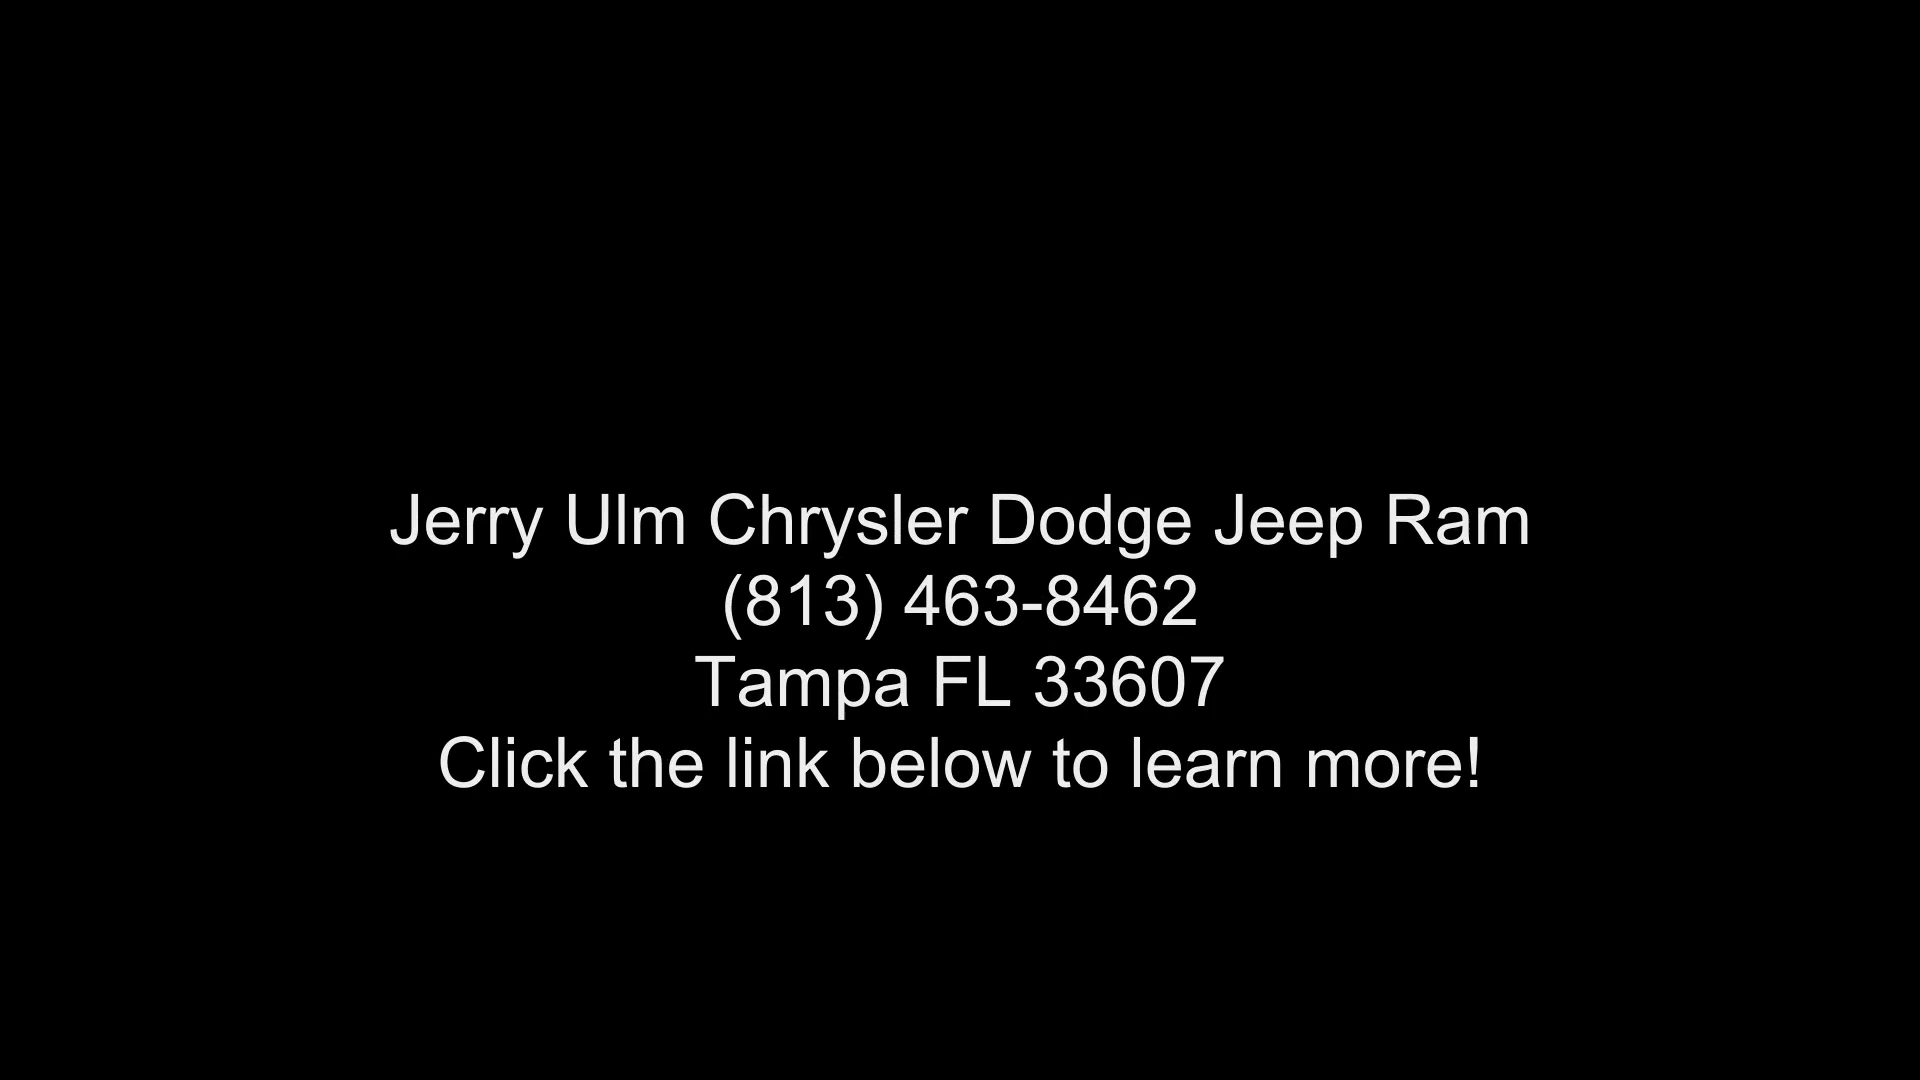 Jerry Ulm Chrysler Dodge Jeep Ram
(813) 463-8462
Tampa FL 33607
Click the link below to learn more!